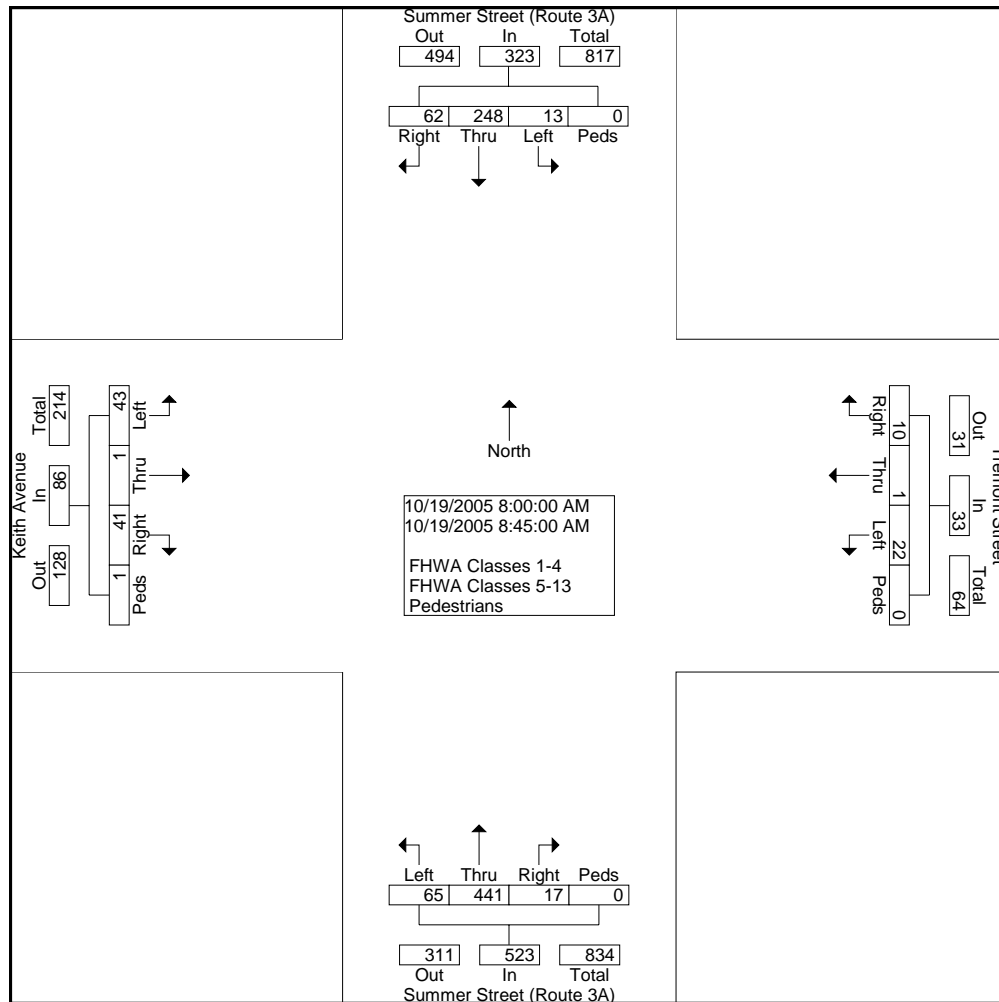 Summer Street (Route 3A)
Out In Total
494 323 817
62 248 13 0
Right Thru Left Peds
Keith Avenue
Total In Out
214 86 128
43 1 41 1
Left Thru Right Peds
North
10/19/2005 8:00:00 AM
10/19/2005 8:45:00 AM
FHWA Classes 1-4
FHWA Classes 5-13
Pedestrians
Right Thru Left Peds
10 1 22 0
Out In Total
31 33 64
Tremont Street
Left Thru Right Peds
65 441 17 0
311 523 834
Out In Total
Summer Street (Route 3A)